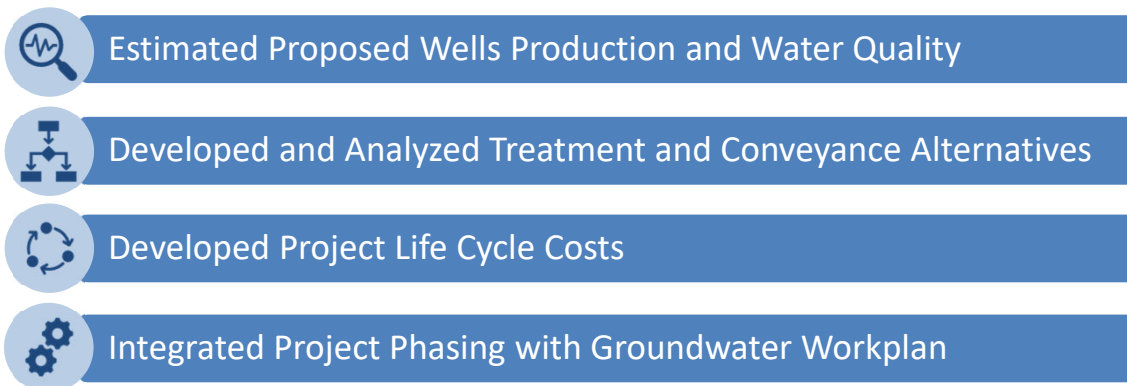 Estimated Proposed Wells Production and Water Quality
Developed and Analyzed Treatment and Conveyance Alternatives
Developed Project Life Cycle Costs
Integrated Project Phasing with Groundwater Workplan